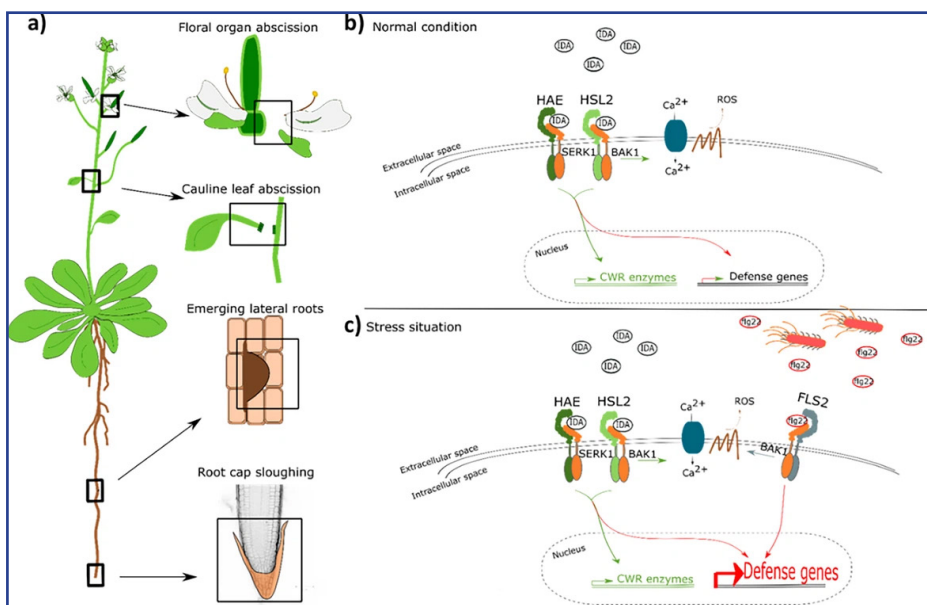 a)
Floral organ abscission
Cauline leaf abscission
Emerging lateral roots
Root cap sloughing
b) Normal condition
IDA
IDA
IDA
IDA
HAE
HSL2
IDA
IDA
SERK1
BAK1
Ca2+
ROS
Ca2+
Extracellular space
Intracellular space
Nucleus
CWR enzymes
Defense genes
c) Stress situation
IDA
IDA
IDA
IDA
flg22
flg22
flg22
flg22
flg22
HAE
HSL2
IDA
IDA
SERK1
BAK1
Ca2+
ROS
Ca2+
FLS2
flg22
BAK1
Extracellular space
Intracellular space
Nucleus
CWR enzymes
Defense genes